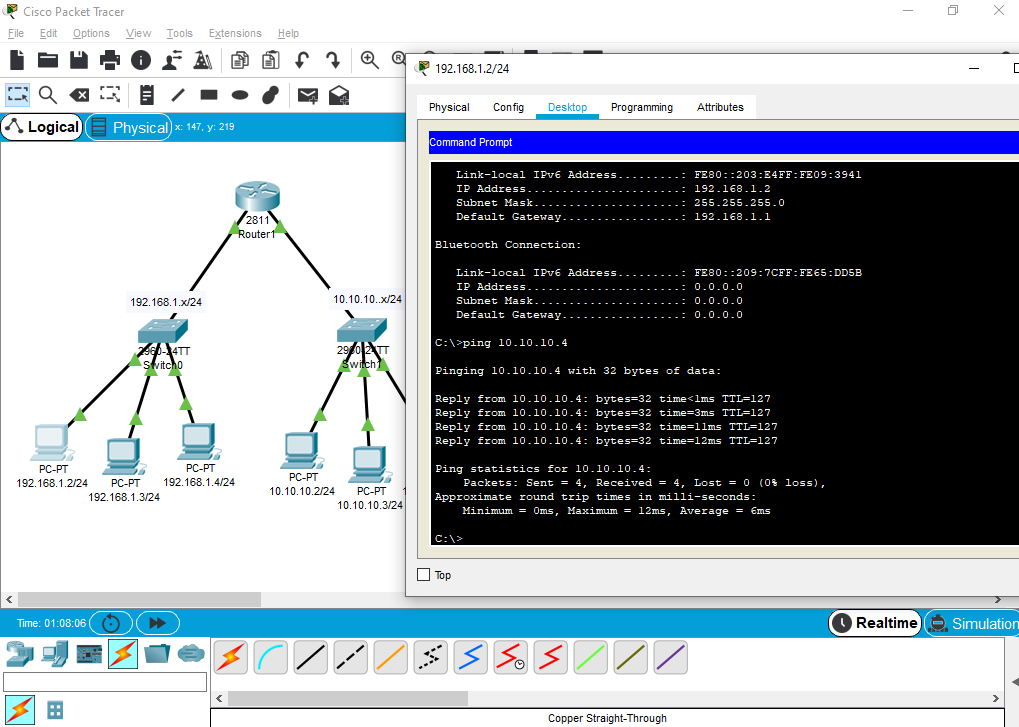 Cisco Packet Tracer
File Edit Options View Tools Extensions Help
192.168.1.2/24
Physical Config Desktop Programming Attributes
Logical Physical x: 147, y: 219
Command Prompt
Link-local IPv6 Address.........: FE80::203:E4FF:FE09:3941
IP Address......................: 192.168.1.2
Subnet Mask.....................: 255.255.255.0
Default Gateway.................: 192.168.1.1
Bluetooth Connection:
Link-local IPv6 Address.........: FE80::209:7CFF:FE65:DD5B
IP Address......................: 0.0.0.0
Subnet Mask.....................: 0.0.0.0
Default Gateway.................: 0.0.0.0
C:\>ping 10.10.10.4
Pinging 10.10.10.4 with 32 bytes of data:
Reply from 10.10.10.4: bytes=32 time<1ms TTL=127
Reply from 10.10.10.4: bytes=32 time=3ms TTL=127
Reply from 10.10.10.4: bytes=32 time=11ms TTL=127
Reply from 10.10.10.4: bytes=32 time=12ms TTL=127
Ping statistics for 10.10.10.4:
Packets: Sent = 4, Received = 4, Lost = 0 (0% loss),
Approximate round trip times in milli-seconds:
Minimum = 0ms, Maximum = 12ms, Average = 6ms
C:\>
Top
2811
Router1
192.168.1.x/24
10.10.10..x/24
2960-24TT
Switch0
2960-24TT
Switch1
PC-PT
192.168.1.2/24
PC-PT
192.168.1.3/24
PC-PT
192.168.1.4/24
PC-PT
10.10.10.2/24
PC-PT
10.10.10.3/24
Time: 01:08:06
Realtime Simulation
Copper Straight-Through